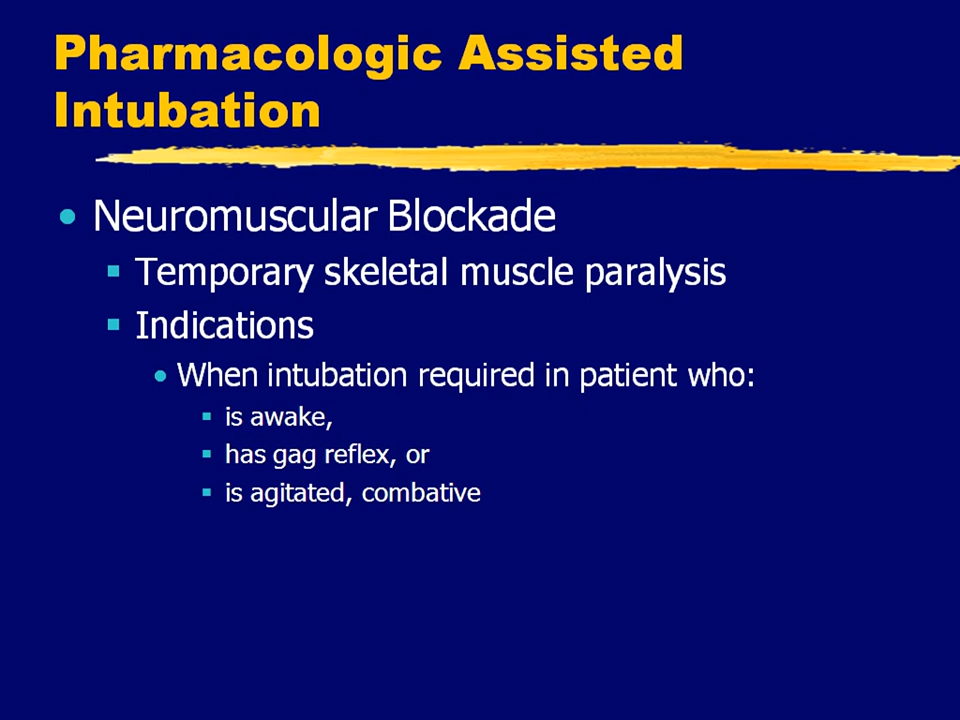 Pharmacologic Assisted
Intubation
• Neuromuscular Blockade
▪ Temporary skeletal muscle paralysis
▪ Indications
• When intubation required in patient who:
▪ is awake,
▪ has gag reflex, or
▪ is agitated, combative